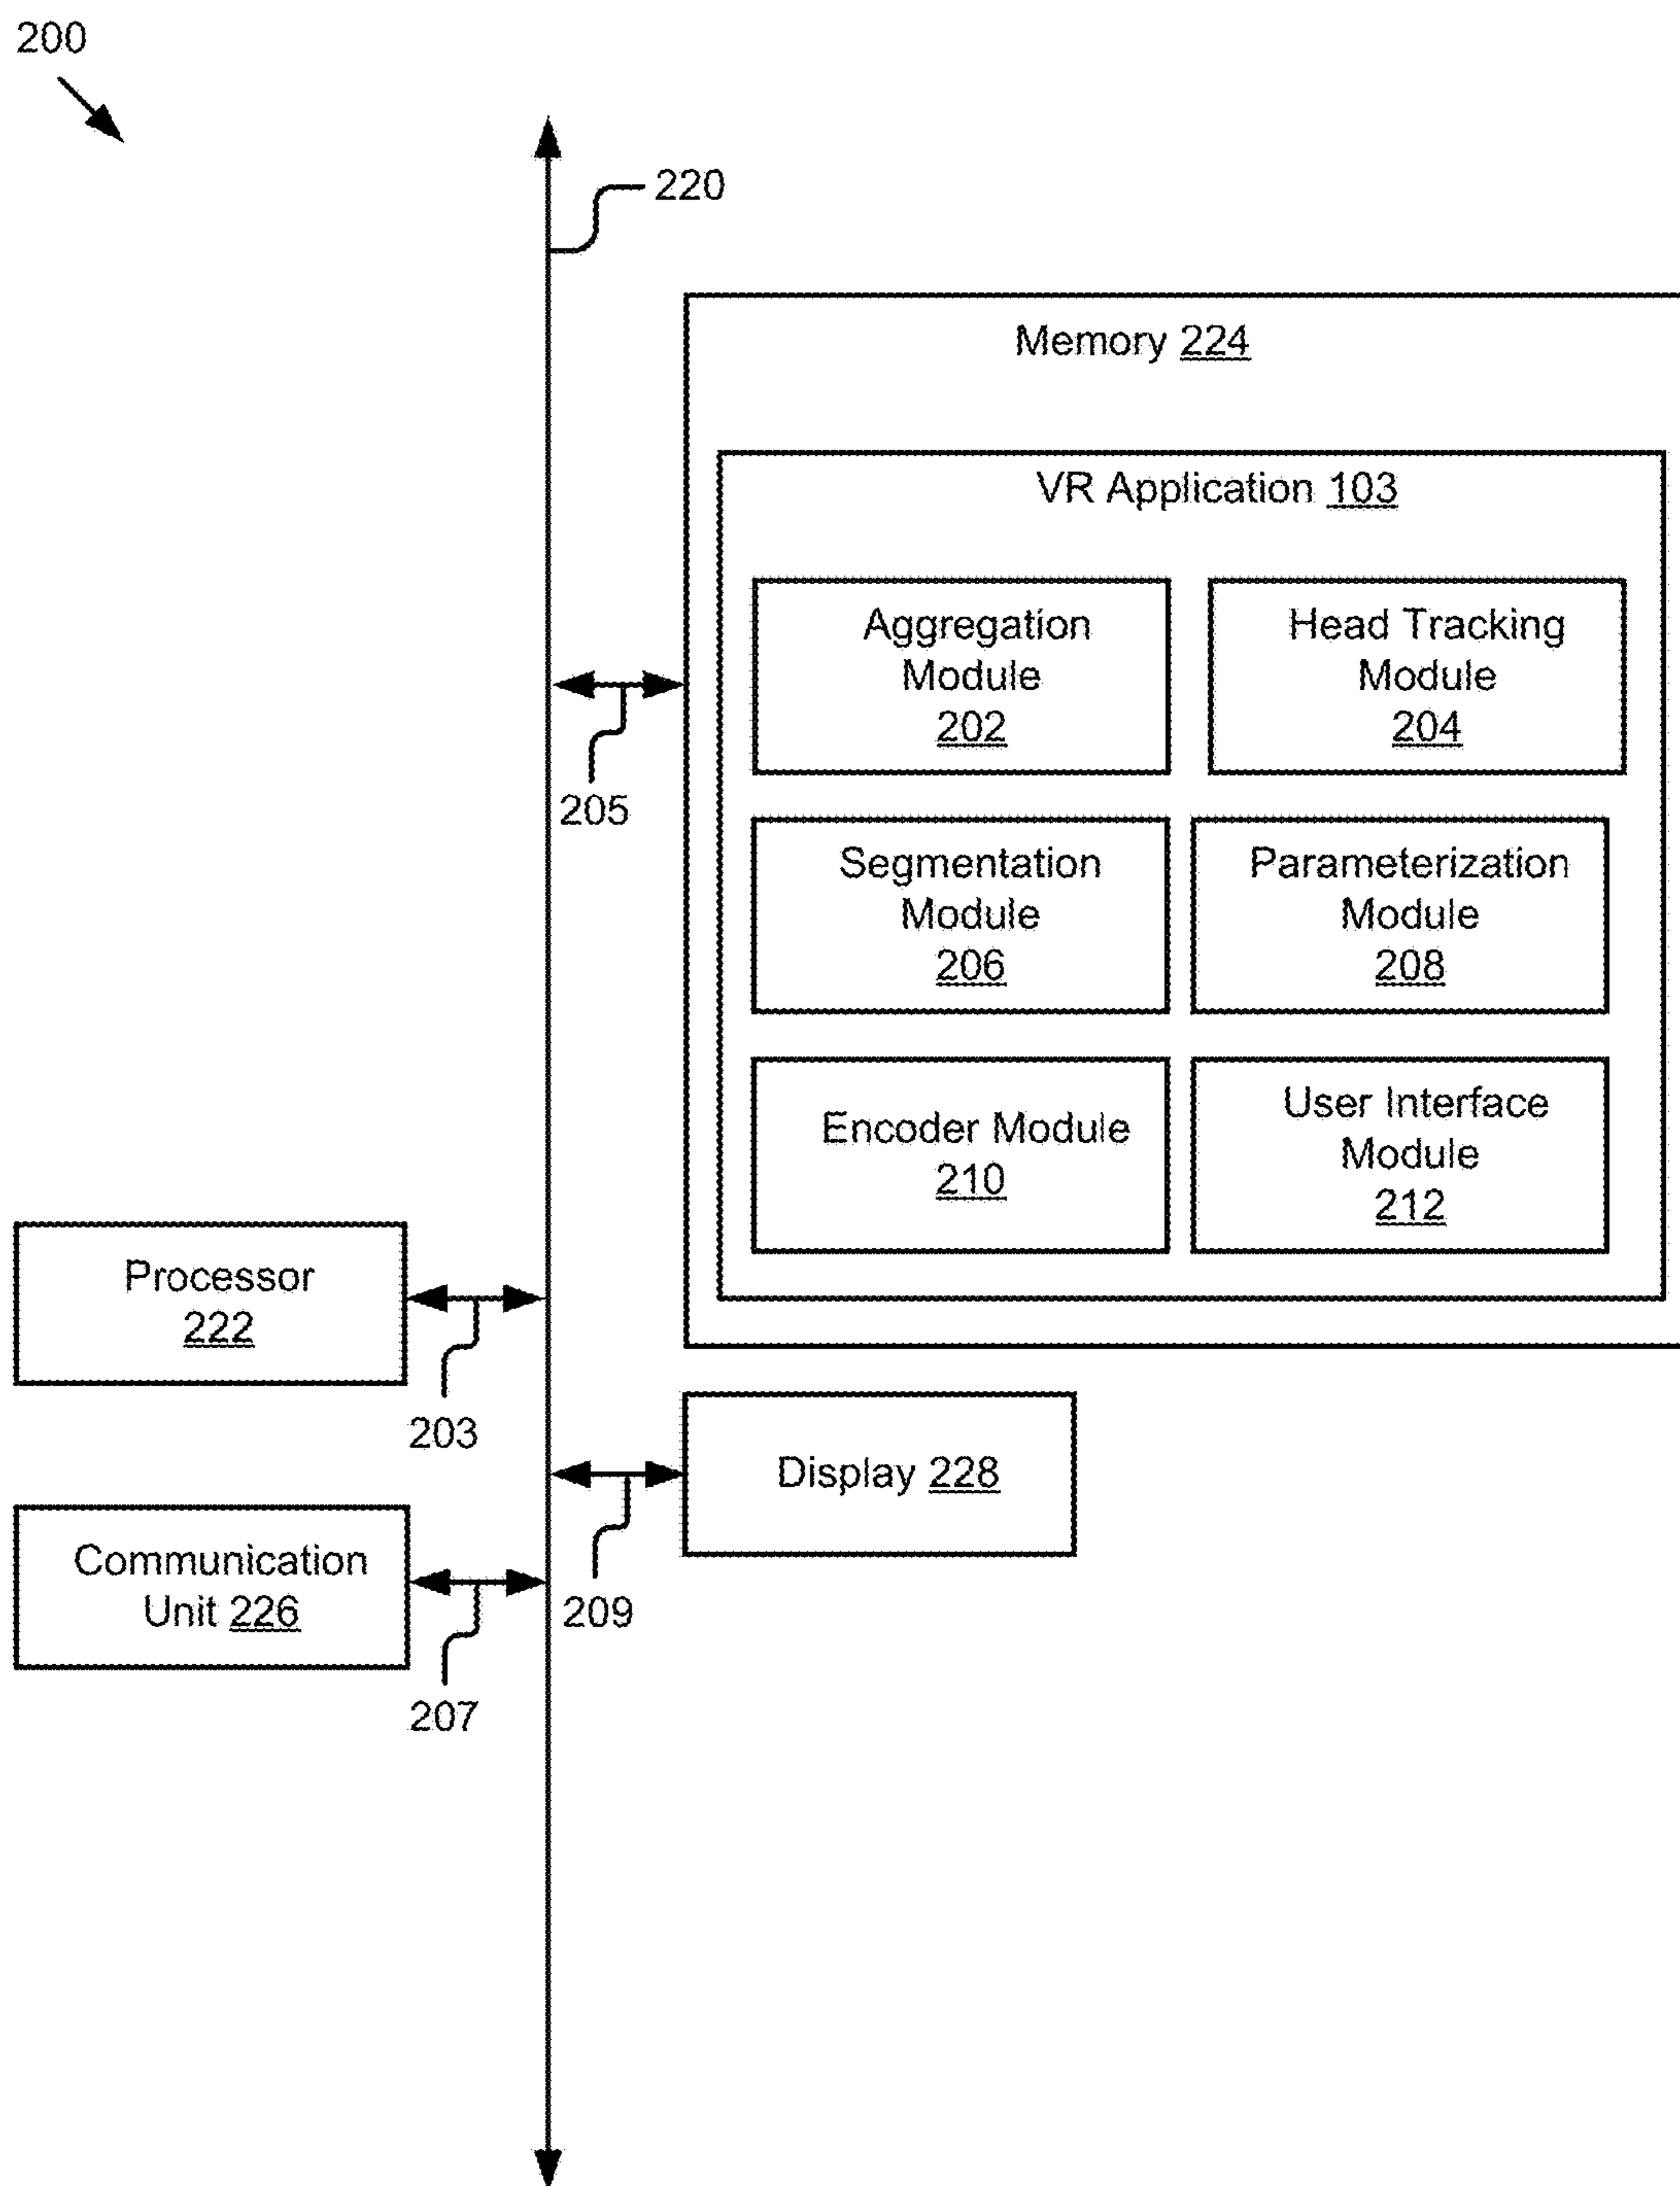 200
220
Memory 224
VR Application 103
Aggregation
Module
202
Head Tracking
Module
204
205
Segmentation
Module
206
Parameterization
Module
208
Encoder Module
210
User Interface
Module
212
Processor
222
203
Display 228
Communication
Unit 226
209
207